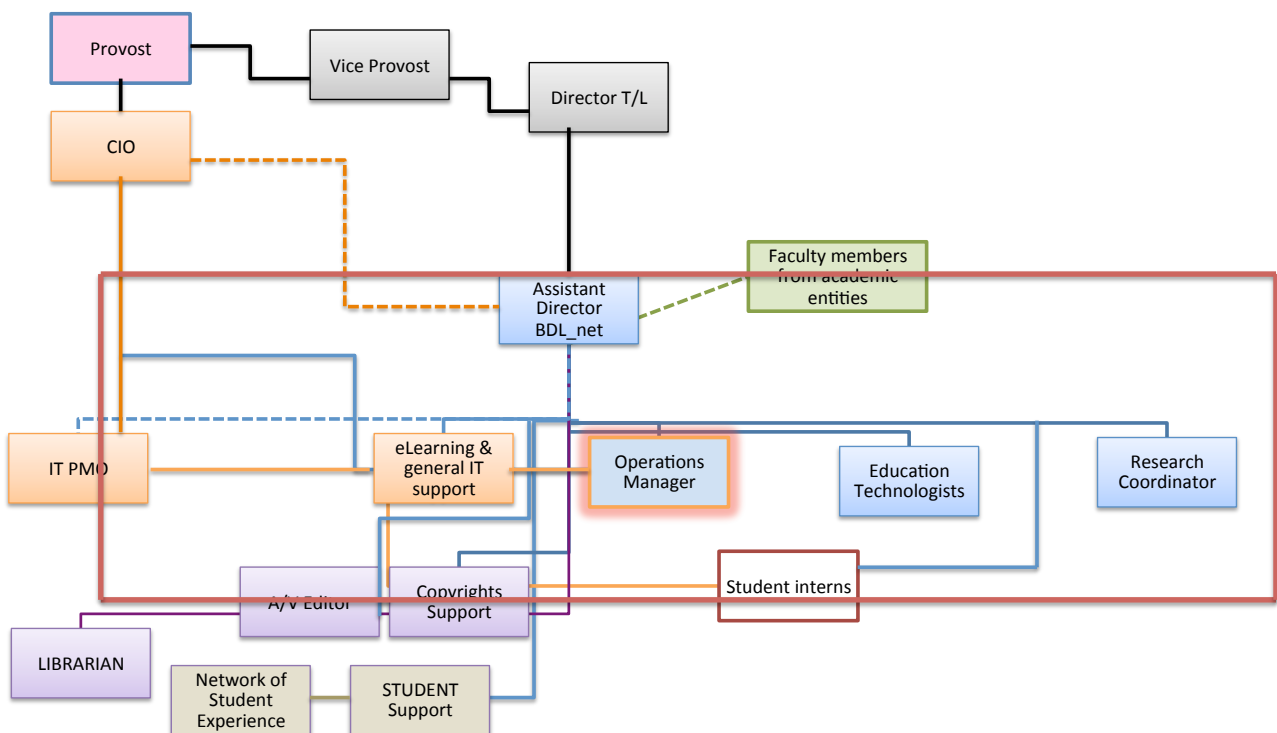 Provost
Vice Provost
Director T/L
CIO
Faculty members
from academic
entities
Assistant
Director
BDL_net
IT PMO
eLearning &
general IT
support
Operations
Manager
Education
Technologists
Research
Coordinator
A/V Editor
Copyrights
Support
Student interns
LIBRARIAN
Network of
Student
Experience
STUDENT
Support